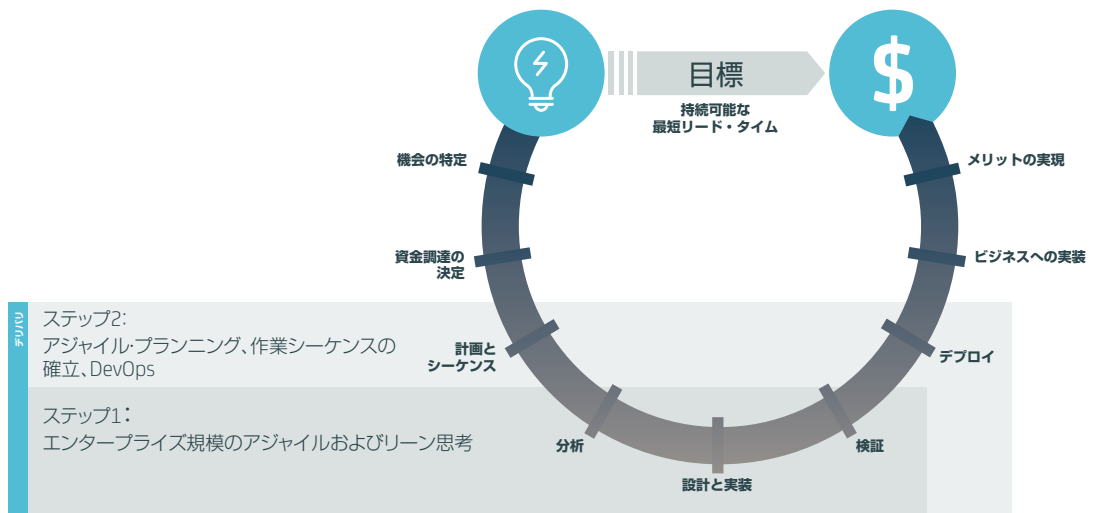 目標
持続可能な
最短リード・タイム
$
機会の特定
資金調達の
決定
計画と
シーケンス
分析
設計と実装
検証
デプロイ
ビジネスへの実装
メリットの実現
デリバリ
ステップ2:
アジャイル・プランニング、作業シーケンスの
確立、DevOps
ステップ1：
エンタープライズ規模のアジャイルおよびリーン思考